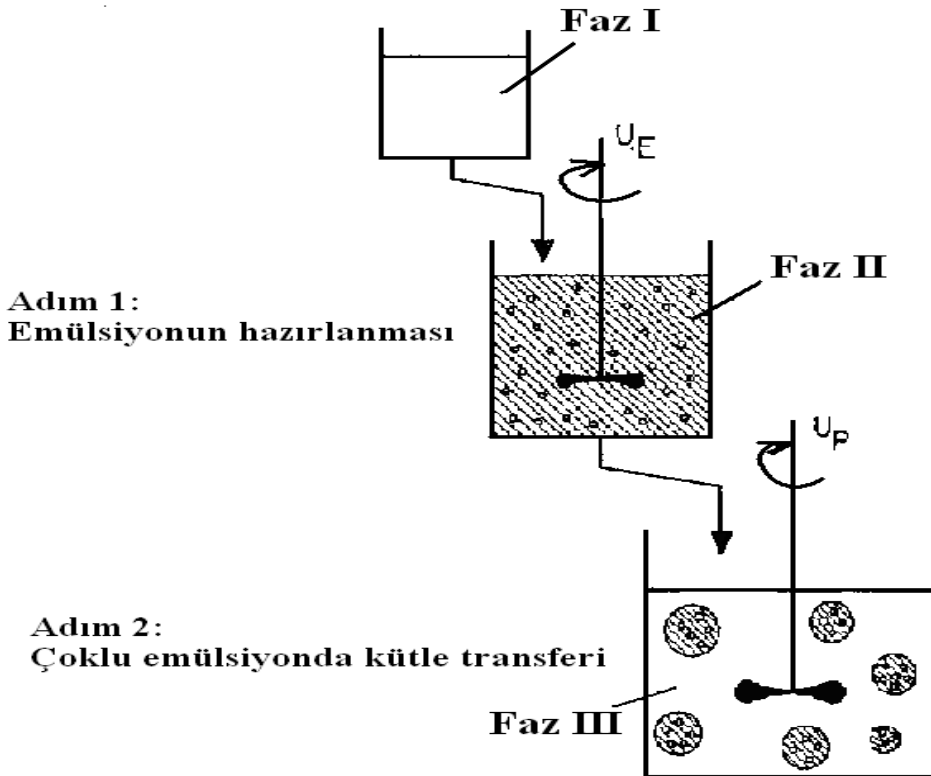 Faz I
U_E
Faz II
Adım 1:
Emülsiyonun hazırlanması
U_P
Adım 2:
Çoklu emülsiyonda kütle transferi
Faz III